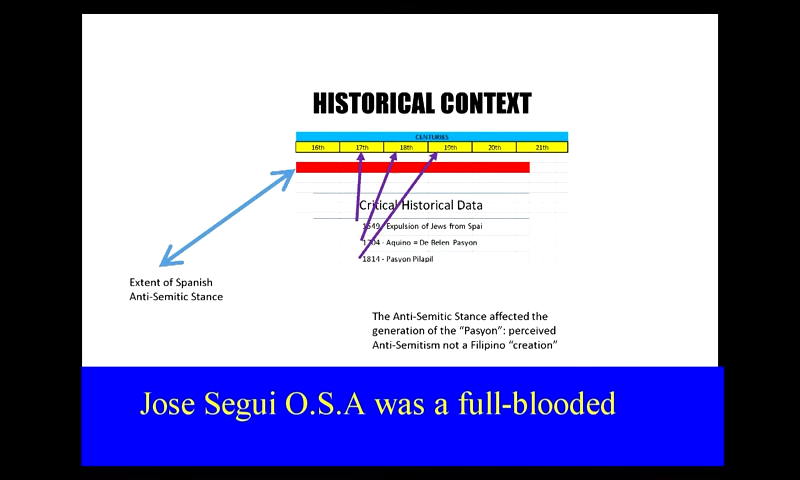 HISTORICAL CONTEXT
CENTURIES
16th 17th 18th 19th 20th 21th
Critical Historical Data
1649 - Expulsion of Jews from Spai
1704 - Aquino = De Belen Pasyon
1814 - Pasyon Pilapil
Extent of Spanish
Anti-Semitic Stance
The Anti-Semitic Stance affected the
generation of the “Pasyon”: perceived
Anti-Semitism not a Filipino “creation”
Jose Segui O.S.A was a full-blooded